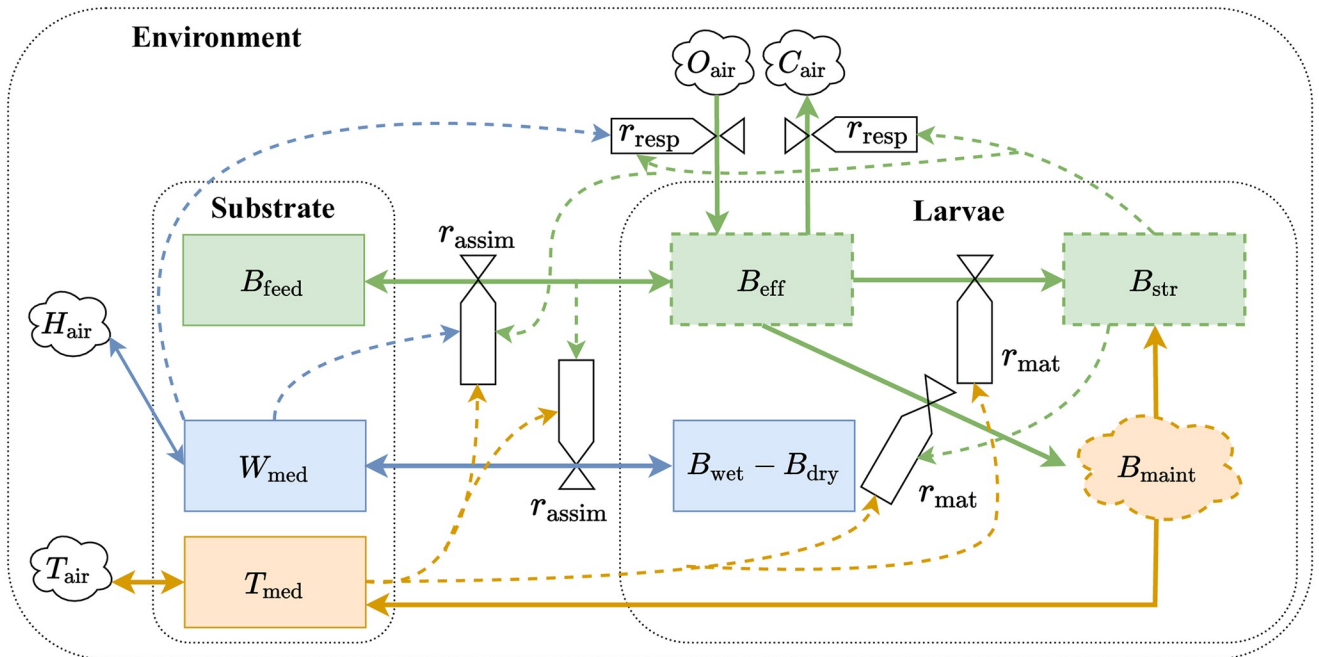 Environment
O_air
C_air
r_resp
r_resp
Substrate
Larvae
r_assim
B_feed
B_eff
B_str
H_air
r_mat
W_med
B_wet − B_dry
B_maint
r_mat
r_assim
T_air
T_med